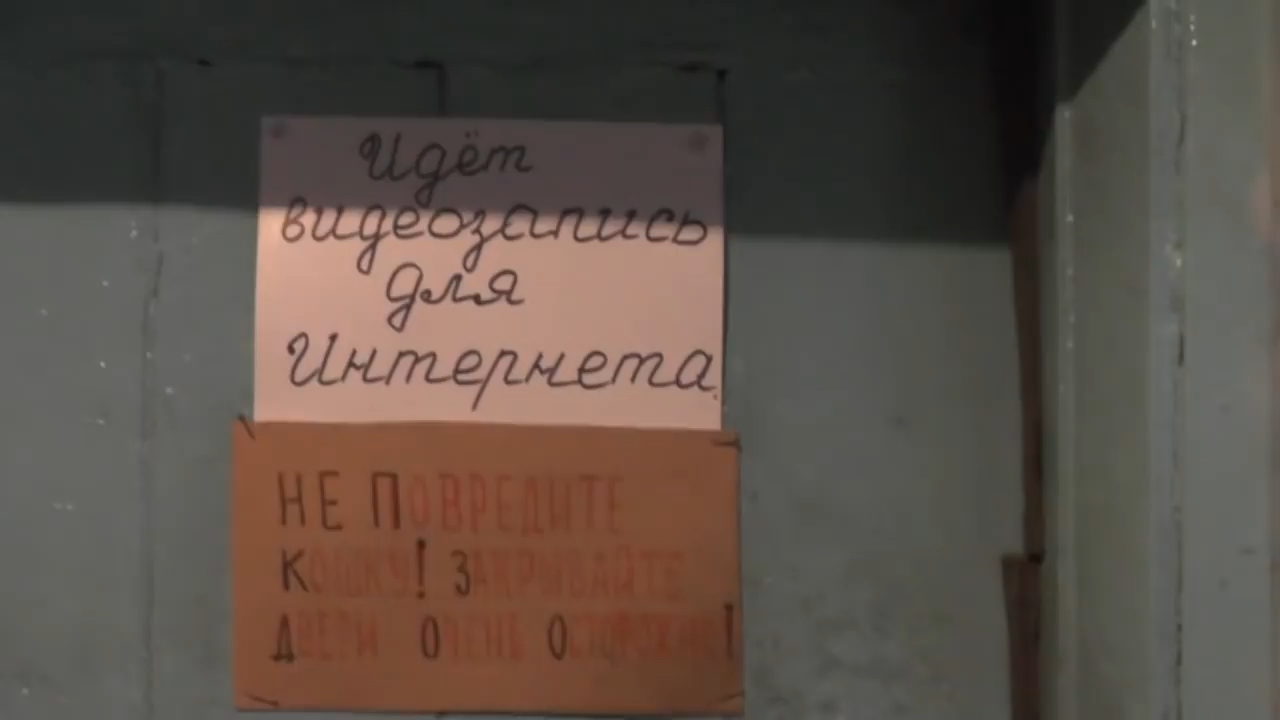 Идёт
видеозапись
для
Интернета.
НЕ ПОВРЕДИТЕ
КОШКУ! ЗАКРЫВАЙТЕ
ДВЕРИ ОЧЕНЬ ОСТОРОЖНО!